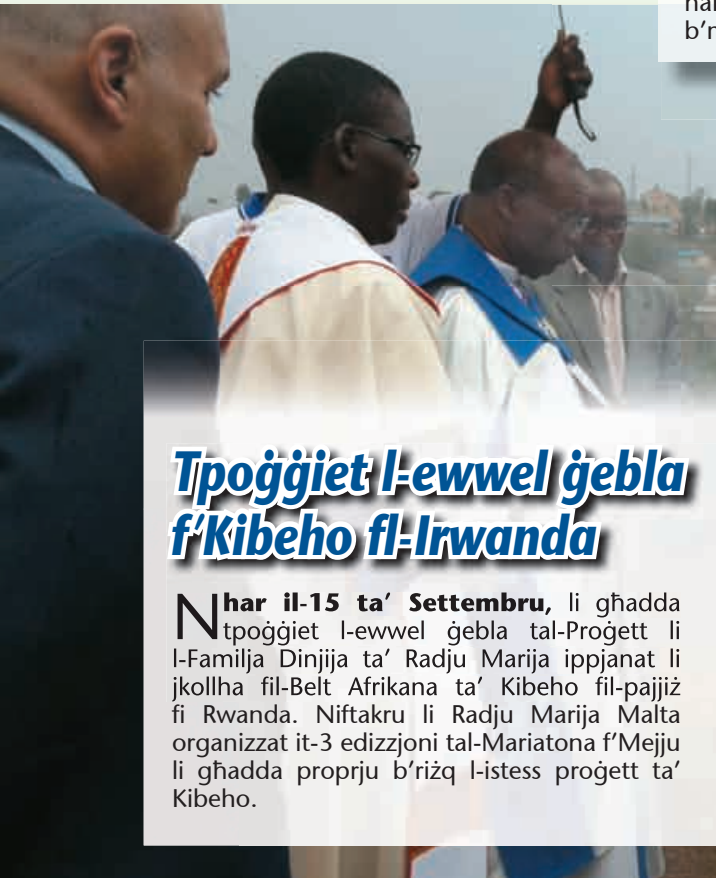 b'r
Tpoġġiet l-ewwel ġebla
f'Kibeho fl-Irwanda
Nhar il-15 ta' Settembru, li għadda
tpoġġiet l-ewwel ġebla tal-Proġett li
l-Familja Dinjija ta' Radju Marija ippjanat li
jkollha fil-Belt Afrikana ta' Kibeho fil-pajjiż
fi Rwanda. Niftakru li Radju Marija Malta
organizzat it-3 edizzjoni tal-Mariatona f'Mejju
li għadda proprju b'riżq l-istess proġett ta'
Kibeho.